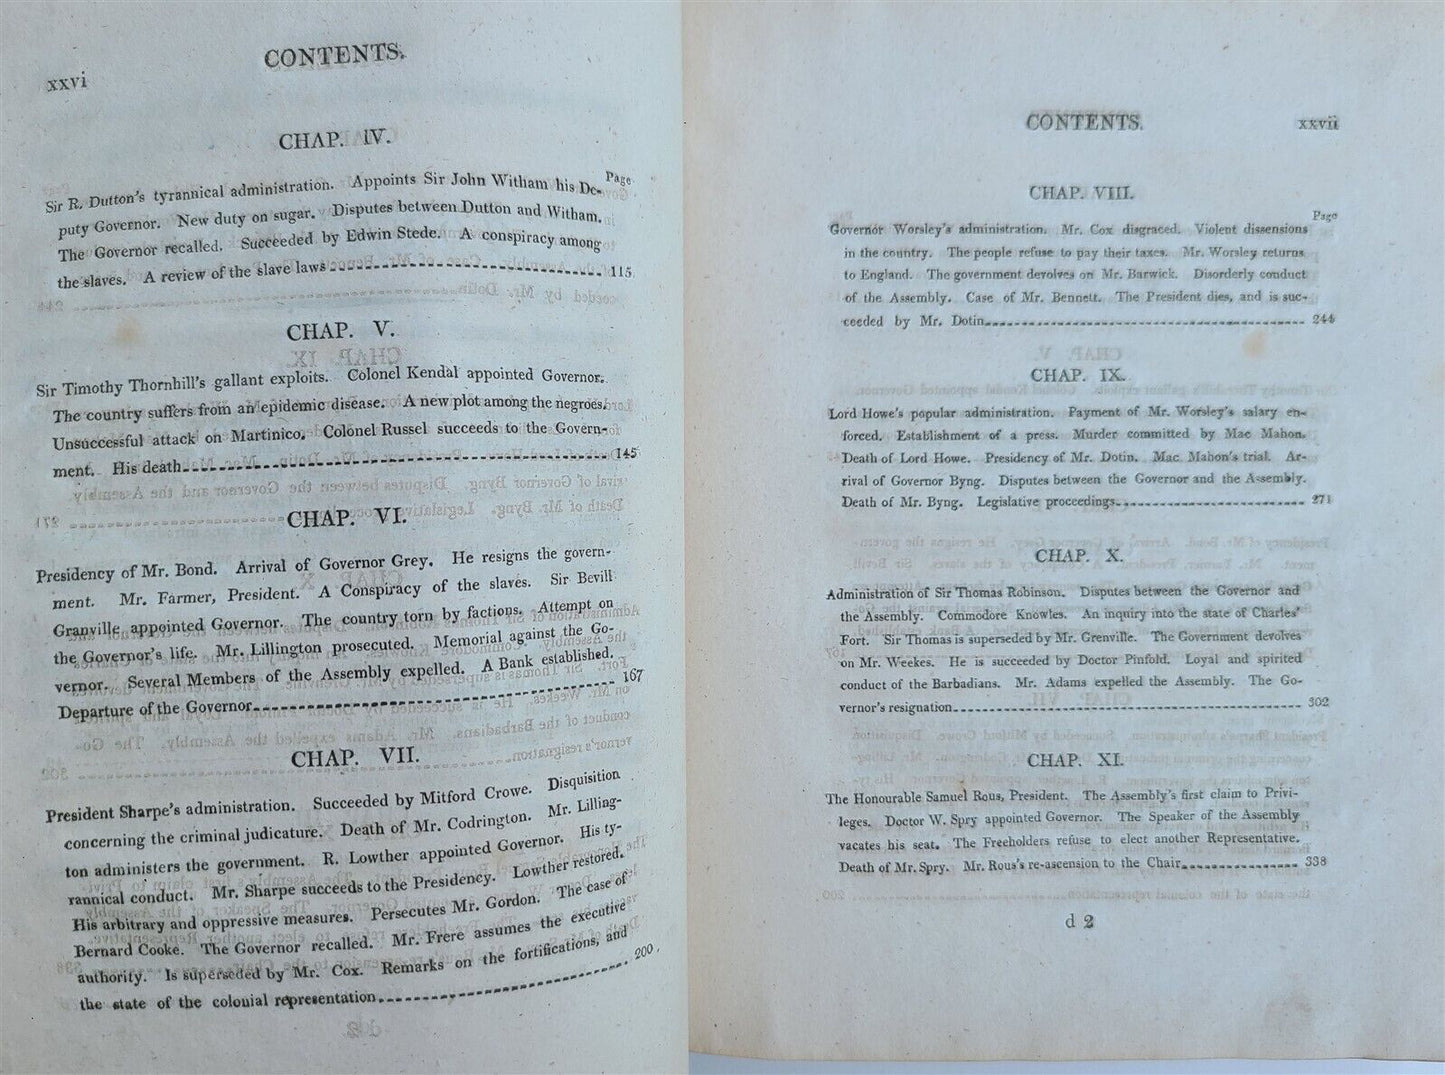 CONTENTS.
xxvi
CHAP. IV.
Page
Sir R. Dutton's tyrannical administration. Appoints Sir John Witham his De-
puty Governor. New duty on sugar. Disputes between Dutton and Witham.
The Governor recalled. Succeeded by Edwin Stede. A conspiracy among
the slaves. A review of the slave laws 115
CHAP. V.
Sir Timothy Thornhill's gallant exploits. Colonel Kendal appointed Governor.
The country suffers from an epidemic disease. A new plot among the negroes.
Unsuccessful attack on Martinico. Colonel Russel succeeds to the Govern-
ment. His death 145
CHAP. VI.
Presidency of Mr. Bond. Arrival of Governor Grey. He resigns the govern-
ment. Mr. Farmer, President. A Conspiracy of the slaves. Sir Bevill
Granville appointed Governor. The country torn by factions. Attempt on
the Governor's life. Mr. Lillington prosecuted. Memorial against the Go-
vernor. Several Members of the Assembly expelled. A Bank established.
Departure of the Governor 167
CHAP. VII.
President Sharpe's administration. Succeeded by Mitford Crowe. Disquisition
concerning the criminal judicature. Death of Mr. Codrington. Mr. Lilling-
ton administers the government. R. Lowther appointed Governor. His ty-
rannical conduct. Mr. Sharpe succeeds to the Presidency. Lowther restored.
His arbitrary and oppressive measures. Persecutes Mr. Gordon. The case of
Bernard Cooke. The Governor recalled. Mr. Frere assumes the executive
authority. Is superseded by Mr. Cox. Remarks on the fortifications, and
the state of the colonial representation 200
CONTENTS. xxvii
CHAP. VIII.
Page
Governor Worsley's administration. Mr. Cox disgraced. Violent dissensions
in the country. The people refuse to pay their taxes. Mr. Worsley returns
to England. The government devolves on Mr. Barwick. Disorderly conduct
of the Assembly. Case of Mr. Bennett. The President dies, and is suc-
ceeded by Mr. Dotin 244
CHAP. IX.
Lord Howe's popular administration. Payment of Mr. Worsley's salary en-
forced. Establishment of a press. Murder committed by Mac Mahon.
Death of Lord Howe. Presidency of Mr. Dotin. Mac Mahon's trial. Ar-
rival of Governor Byng. Disputes between the Governor and the Assembly.
Death of Mr. Byng. Legislative proceedings 271
CHAP. X.
Administration of Sir Thomas Robinson. Disputes between the Governor and
the Assembly. Commodore Knowles. An inquiry into the state of Charles'
Fort. Sir Thomas is superseded by Mr. Grenville. The Government devolves
on Mr. Weekes. He is succeeded by Doctor Pinfold. Loyal and spirited
conduct of the Barbadians. Mr. Adams expelled the Assembly. The Go-
vernor's resignation 302
CHAP. XI.
The Honourable Samuel Rous, President. The Assembly's first claim to Privi-
leges. Doctor W. Spry appointed Governor. The Speaker of the Assembly
vacates his seat. The Freeholders refuse to elect another Representative.
Death of Mr. Spry. Mr. Rous's re-ascension to the Chair 338
d 2